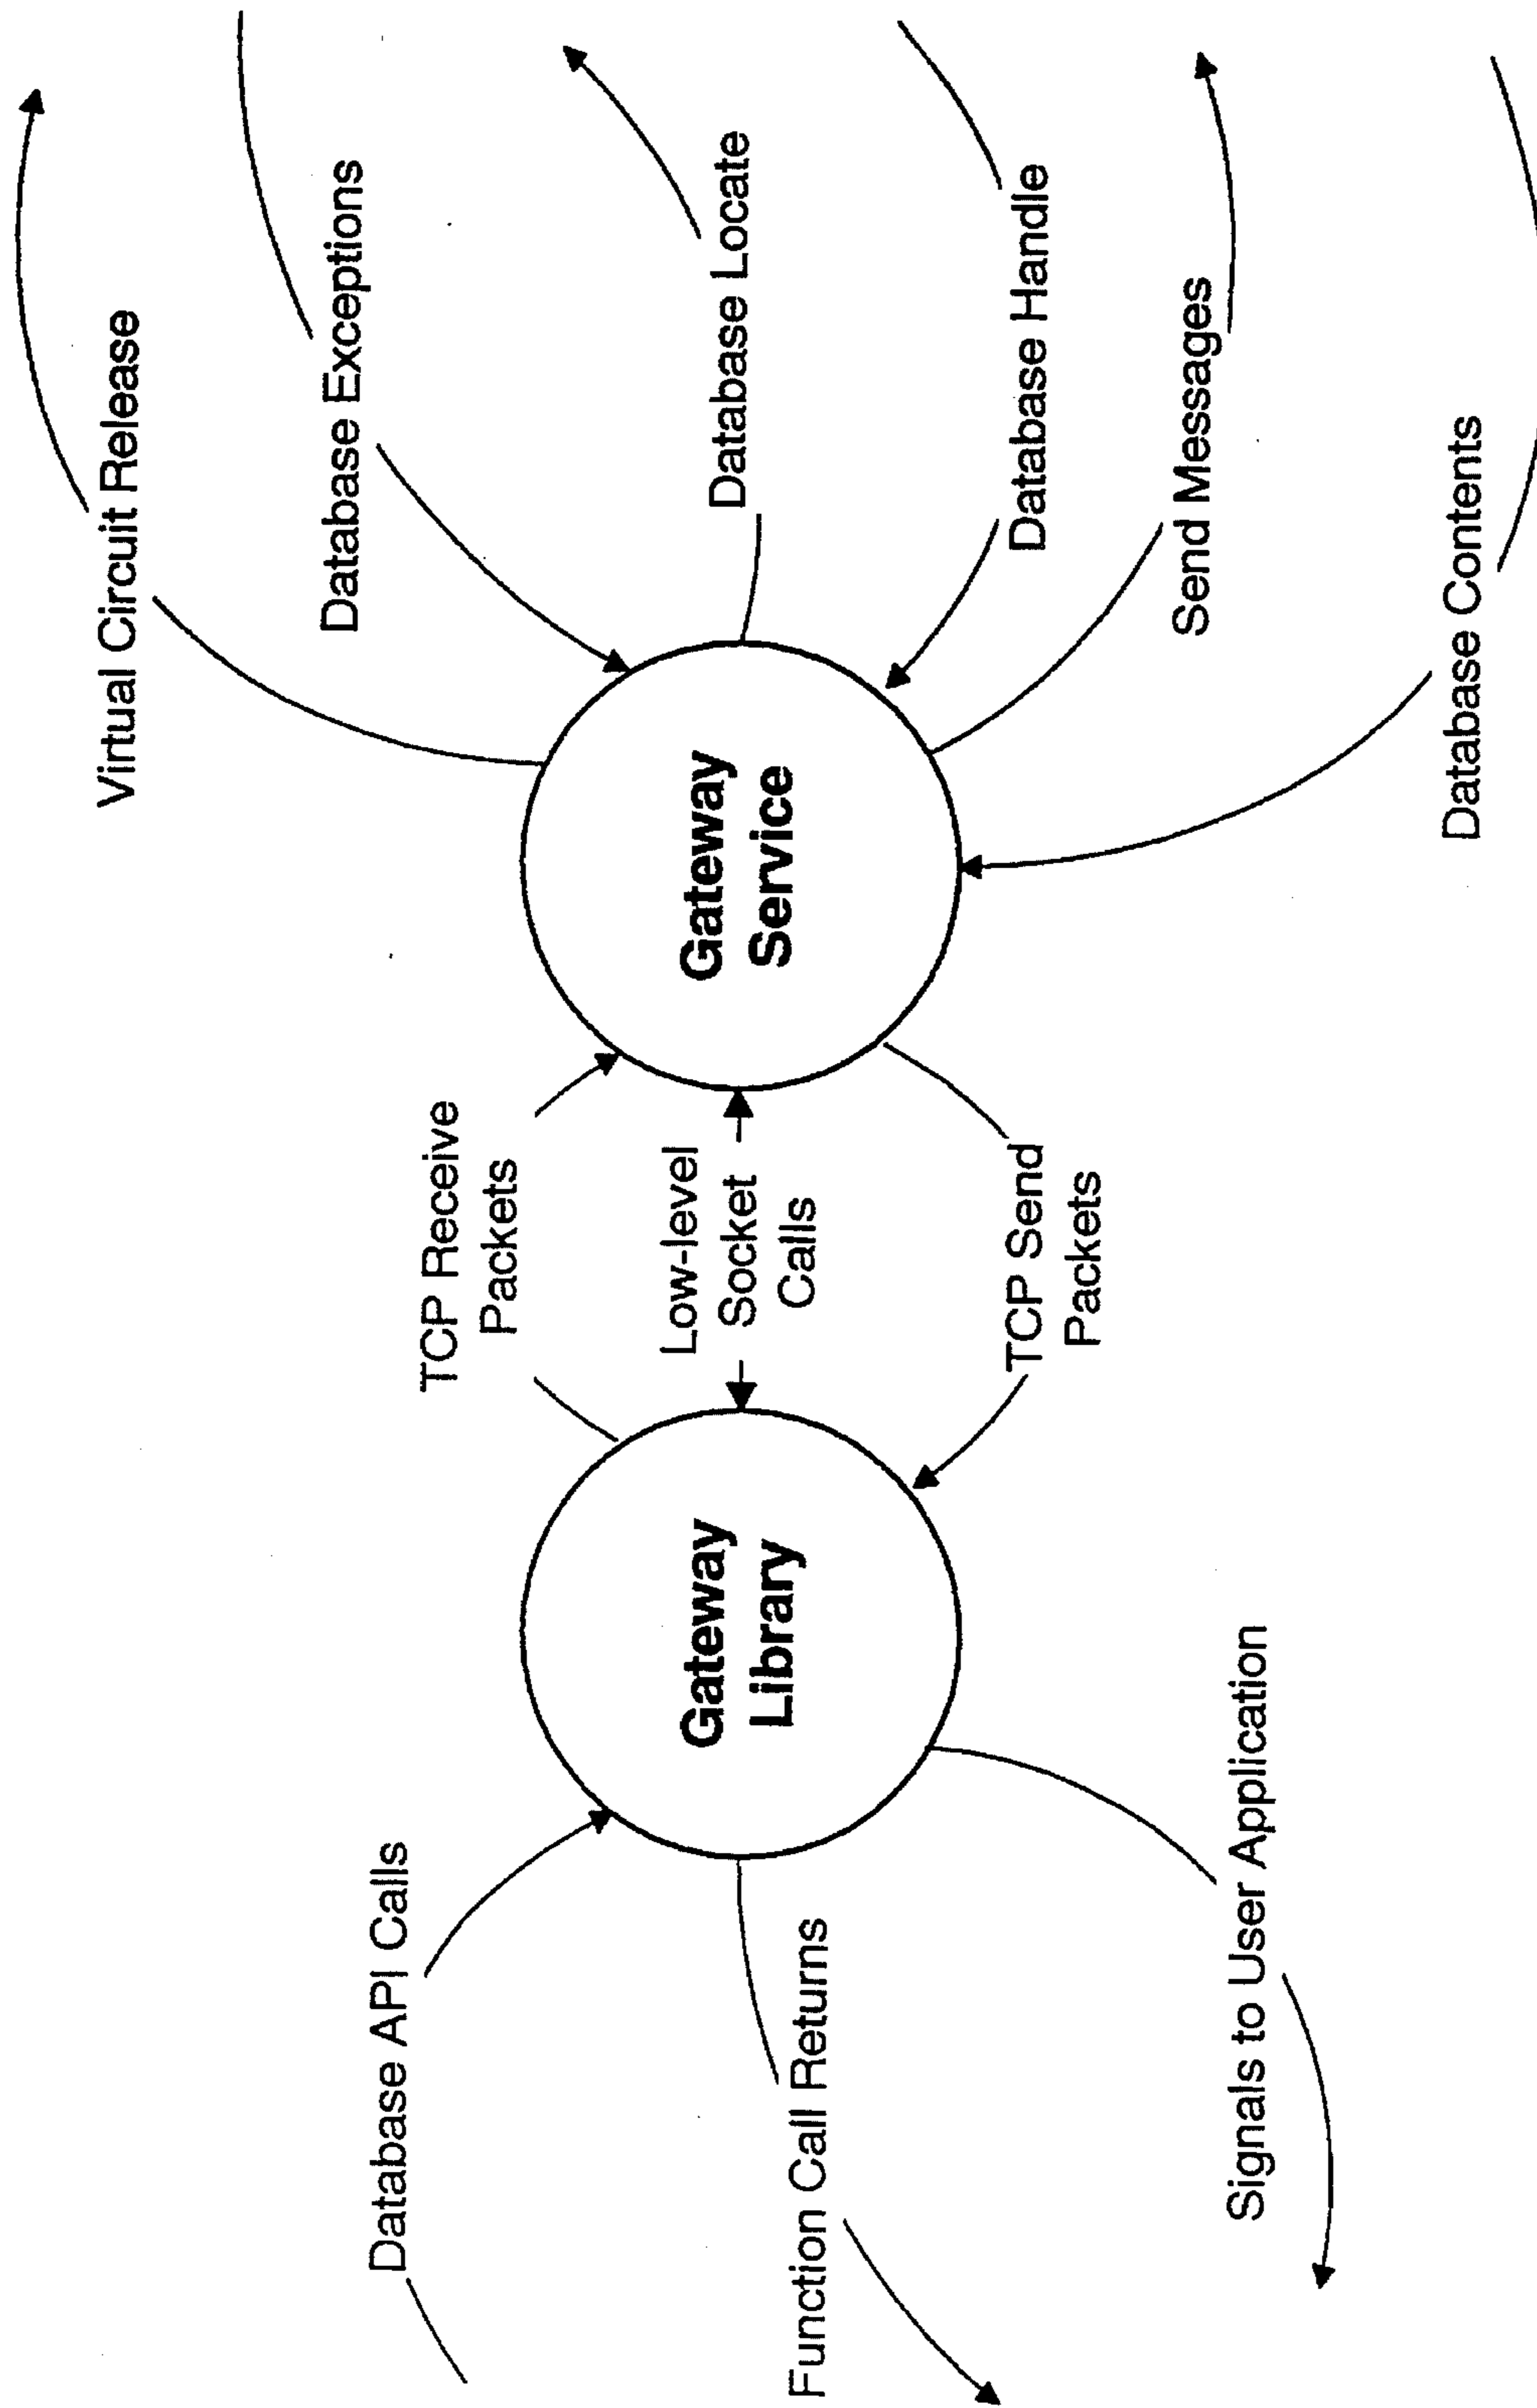 Virtual Circuit Release
Database Exceptions
TCP Receive
Packets
Database API Calls
Database Locate
Gateway
Service
Low-level
Socket
Calls
Gateway
Library
Function Call Returns
Database Handle
TCP Send
Packets
Send Messages
Signals to User Application
Database Contents